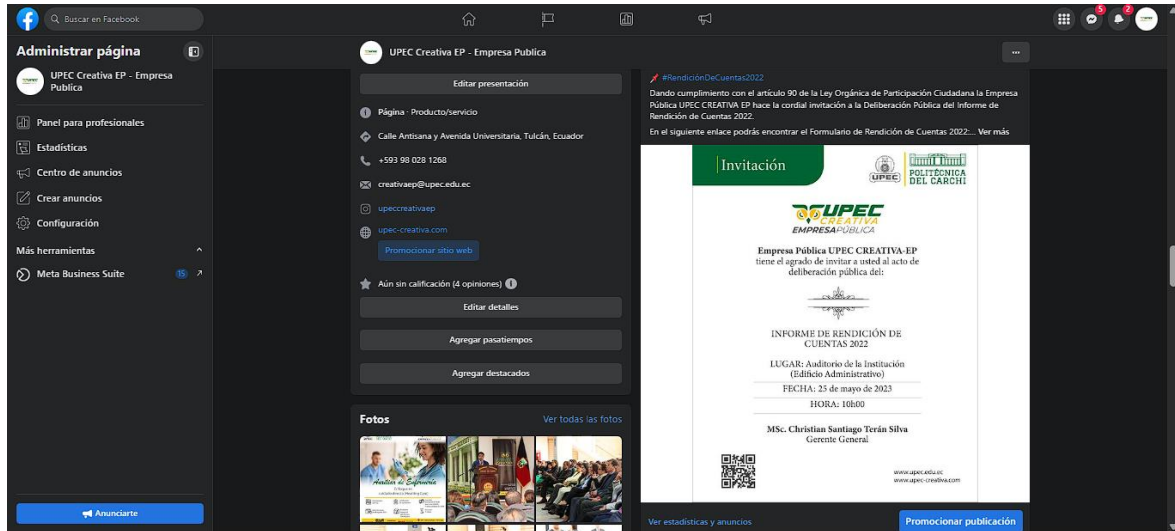 Buscar en Facebook
5
2
Administrar página
UPEC Creativa EP - Empresa
Publica
Panel para profesionales
Estadísticas
Centro de anuncios
Crear anuncios
Configuración
Más herramientas
Meta Business Suite
15
Anunciarte
UPEC Creativa EP - Empresa Publica
Editar presentación
Página · Producto/servicio
Calle Antisana y Avenida Universitaria, Tulcán, Ecuador
+593 98 028 1268
creativaep@upec.edu.ec
upeccreativaep
upec-creativa.com
Promocionar sitio web
Aún sin calificación (4 opiniones)
Editar detalles
Agregar pasatiempos
Agregar destacados
Fotos
Ver todas las fotos
Auxiliar de Enfermería
#RendiciónDeCuentas2022
Dando cumplimiento con el artículo 90 de la Ley Orgánica de Participación Ciudadana la Empresa
Pública UPEC CREATIVA EP hace la cordial invitación a la Deliberación Pública del Informe de
Rendición de Cuentas 2022.
En el siguiente enlace podrás encontrar el Formulario de Rendición de Cuentas 2022:... Ver más
Invitación
UPEC
POLITÉCNICA
DEL CARCHI
UPEC
CREATIVA
EMPRESA PÚBLICA
Empresa Pública UPEC CREATIVA-EP
tiene el agrado de invitar a usted al acto de
deliberación pública del:
INFORME DE RENDICIÓN DE
CUENTAS 2022
LUGAR: Auditorio de la Institución
(Edificio Administrativo)
FECHA: 25 de mayo de 2023
HORA: 10h00
MSc. Christian Santiago Terán Silva
Gerente General
www.upec.edu.ec
www.upec-creativa.com
Ver estadísticas y anuncios
Promocionar publicación